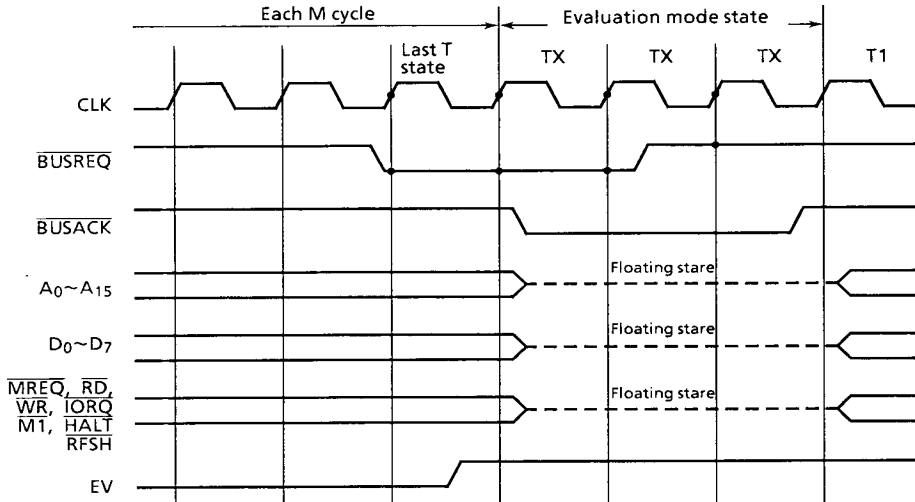 Each M cycle
Evaluation mode state
Last T
state
TX
TX
TX
T1
CLK
BUSREQ
BUSACK
Floating stare
A0~A15
Floating stare
D0~D7
MREQ, RD,
Floating stare
WR, IORQ
M1, HALT
RFSH
EV